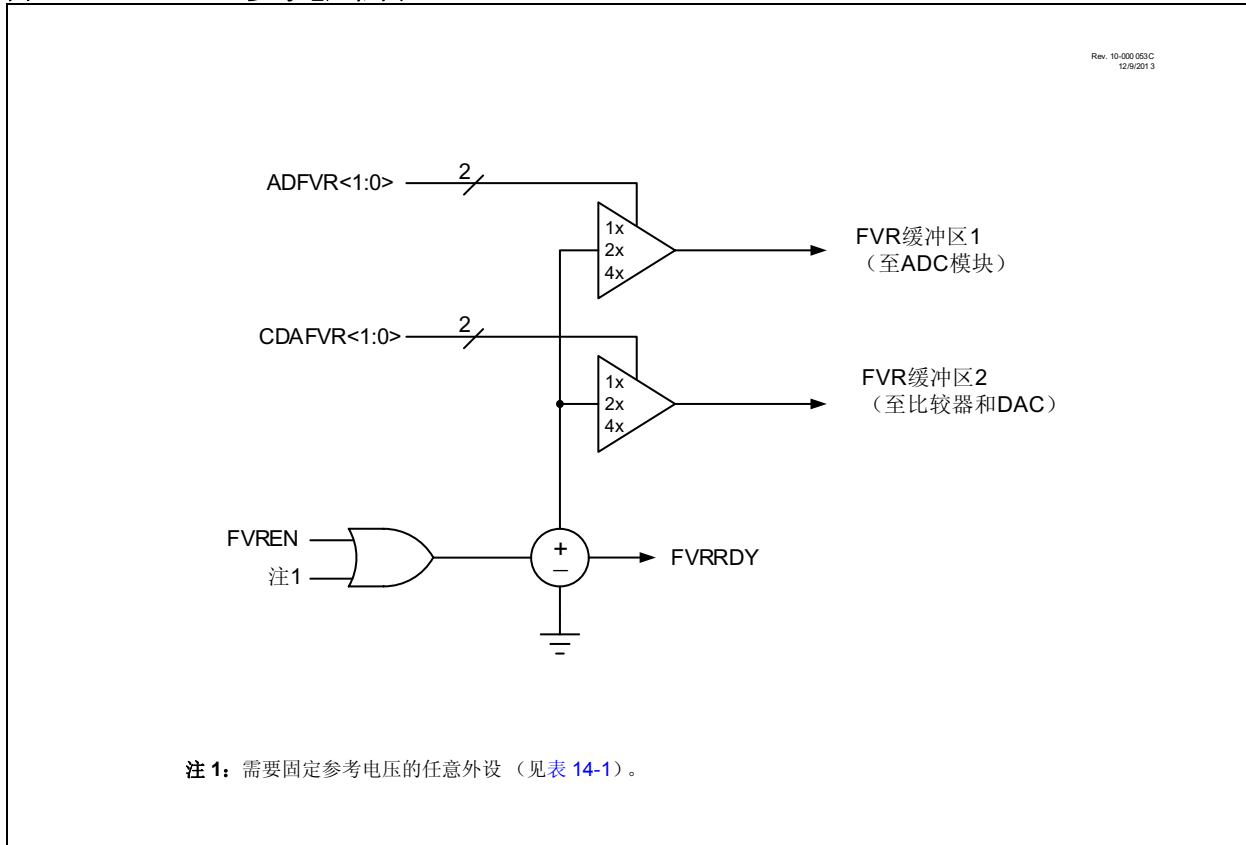 Rev. 10-000 053C
12/9/201 3
ADFVR<1:0>
2
1x
2x
4x
FVR缓冲区1
（至ADC模块）
CDAFVR<1:0>
2
1x
2x
4x
FVR缓冲区2
（至比较器和DAC）
FVREN
注1
+
_
FVRRDY
注 1： 需要固定参考电压的任意外设 （见表 14-1）。